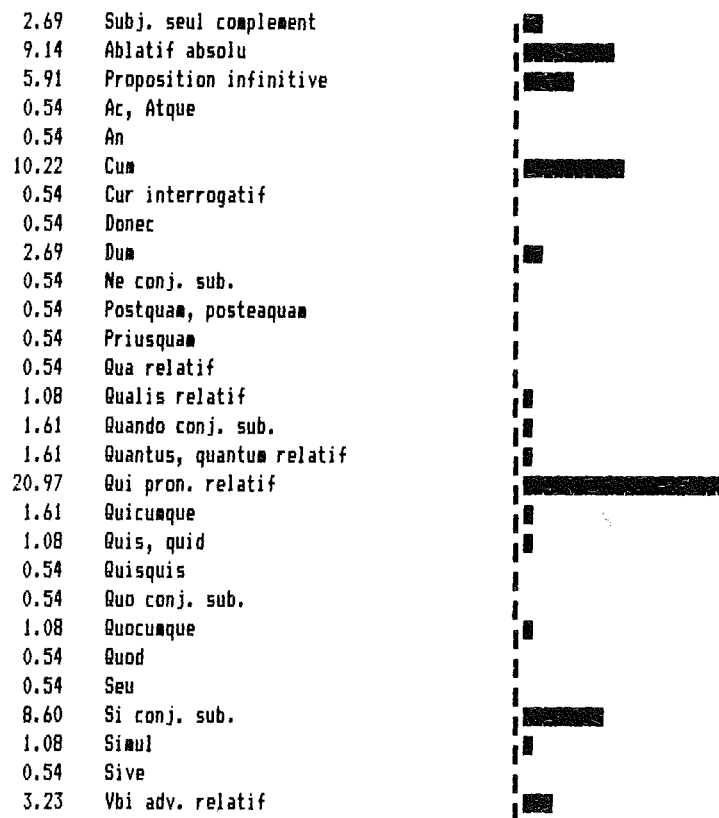 2.69 Subj. seul complement
9.14 Ablatif absolu
5.91 Proposition infinitive
0.54 Ac, Atque
0.54 An
10.22 Cum
0.54 Cur interrogatif
0.54 Donec
2.69 Dum
0.54 Ne conj. sub.
0.54 Postquam, posteaquam
0.54 Priusquam
0.54 Qua relatif
1.08 Qualis relatif
1.61 Quando conj. sub.
1.61 Quantus, quantum relatif
20.97 Qui pron. relatif
1.61 Quicumque
1.08 Quis, quid
0.54 Quisquis
0.54 Quo conj. sub.
1.08 Quocumque
0.54 Quod
0.54 Seu
8.60 Si conj. sub.
1.08 Simul
0.54 Sive
3.23 Vbi adv. relatif